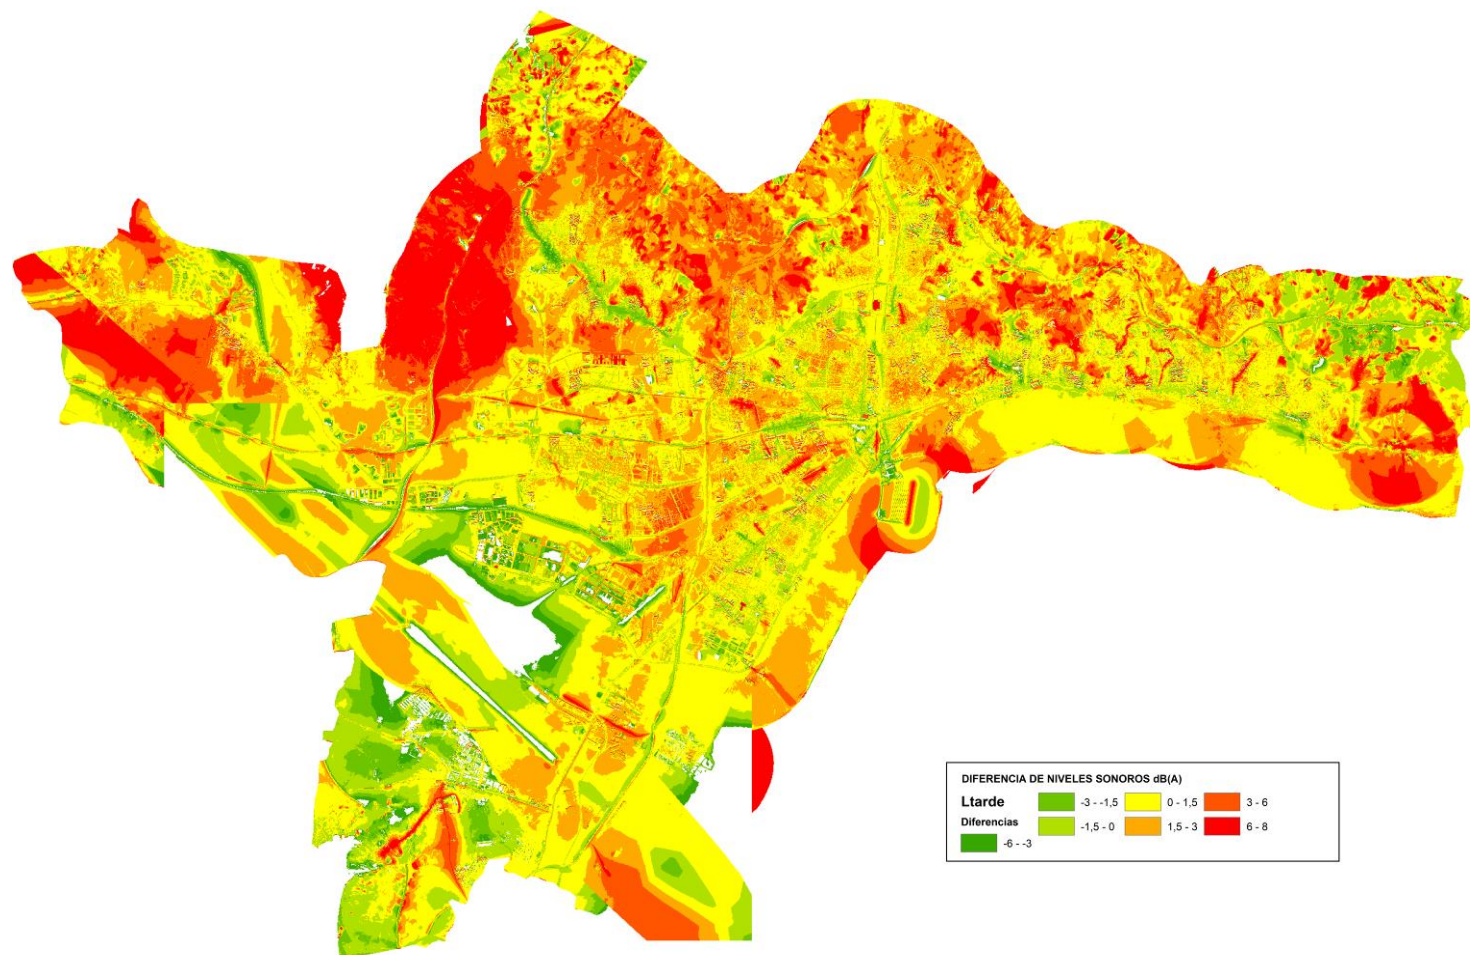 DIFERENCIA DE NIVELES SONOROS dB(A)
Ltarde -3 - -1,5 0 - 1,5 3 - 6
Diferencias -1,5 - 0 1,5 - 3 6 - 8
-6 - -3